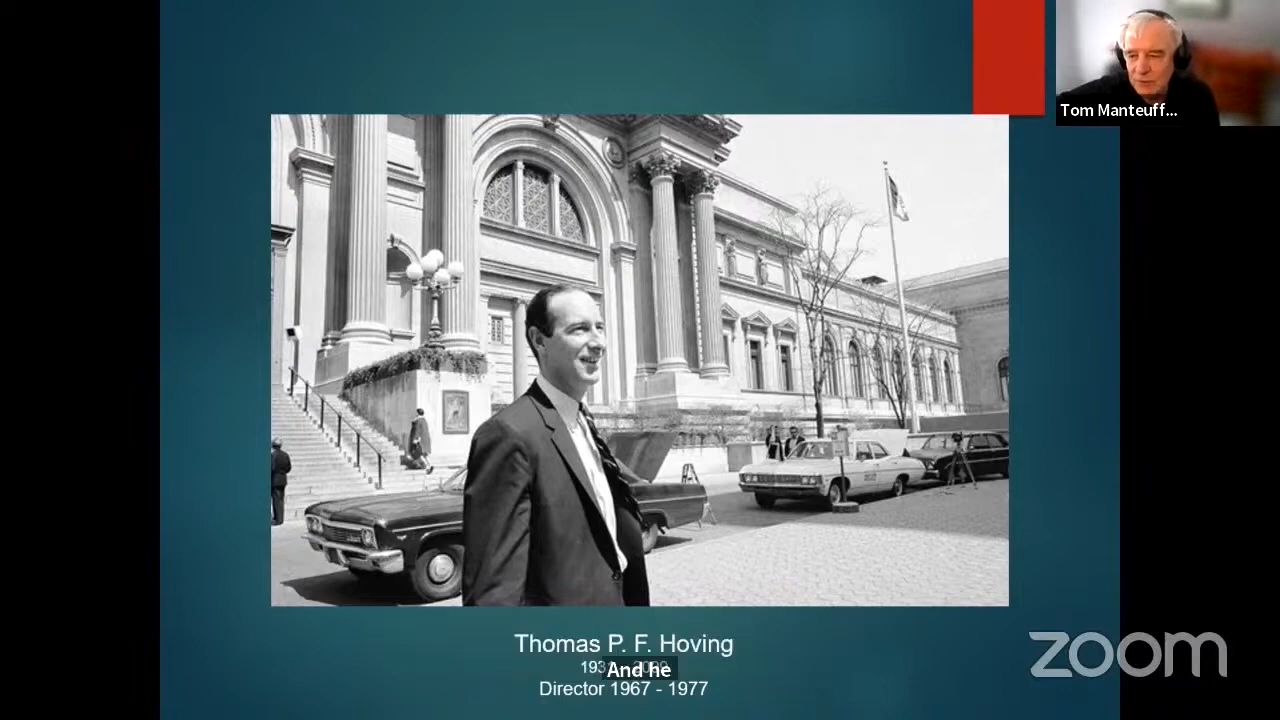 Tom Manteuff...
Thomas P. F. Hoving
And he
Director 1967 - 1977
zoom